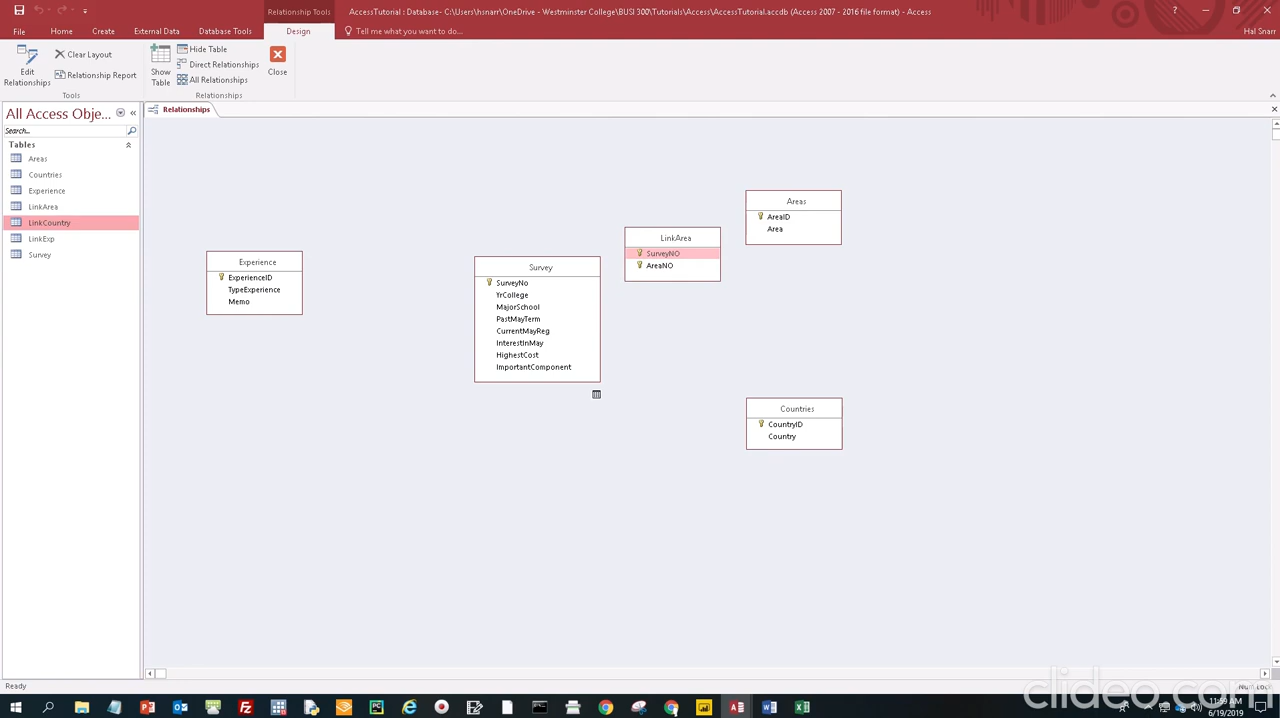 Relationship Tools
AccessTutorial : Database- C:\Users\hsnarr\OneDrive - Westminster College\BUSI 300\Tutorials\Access\AccessTutorial.accdb (Access 2007 - 2016 file format) - Access
File
Home
Create
External Data
Database Tools
Design
Tell me what you want to do...
Hal Snarr
Edit Relationships
Clear Layout
Relationship Report
Tools
Show Table
Hide Table
Direct Relationships
All Relationships
Relationships
Close
All Access Obje...
Search...
Tables
Areas
Countries
Experience
LinkArea
LinkCountry
LinkExp
Survey
Relationships
Experience
ExperienceID
TypeExperience
Memo
Survey
SurveyNo
YrCollege
MajorSchool
PastMayTerm
CurrentMayReg
InterestInMay
HighestCost
ImportantComponent
LinkArea
SurveyNO
AreaNO
Areas
AreaID
Area
Countries
CountryID
Country
Ready
Num Lock
clideo.com
11:59 AM
6/19/2019